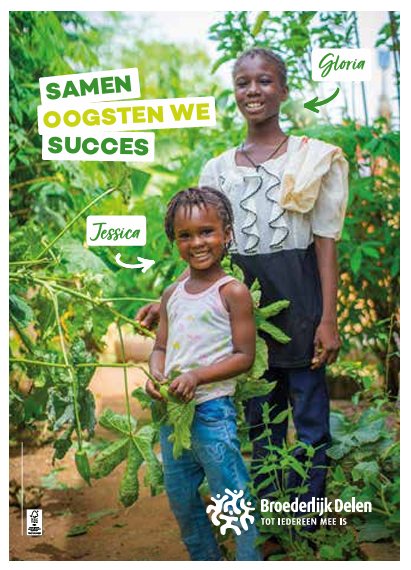 Gloria
SAMEN
OOGSTEN WE
SUCCES
Jessica
Broederlijk Delen
TOT IEDEREEN MEE IS